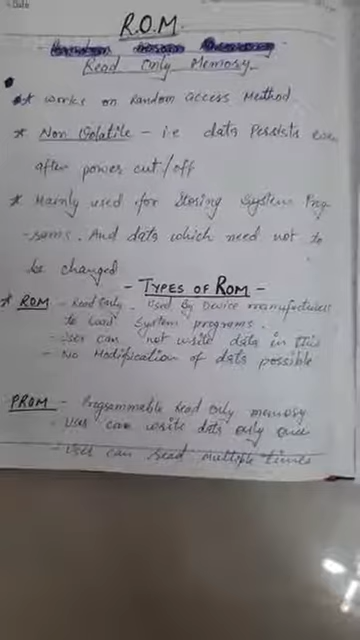 Date
R.O.M.
Read Only Memory
* works on Random access Method
* Non Volatile - i.e data Persists even
after power cut/off
* Mainly used for Storing System Prog
-rams. And data which need not to
be changed
- TYPES OF ROM -
* ROM - Read Only. Used By Device manufacturers
to load system programs.
- User can not write data in this
- No Modification of data possible
PROM - Programmable Read only memory
- User can write data only once
- User can read multiple times